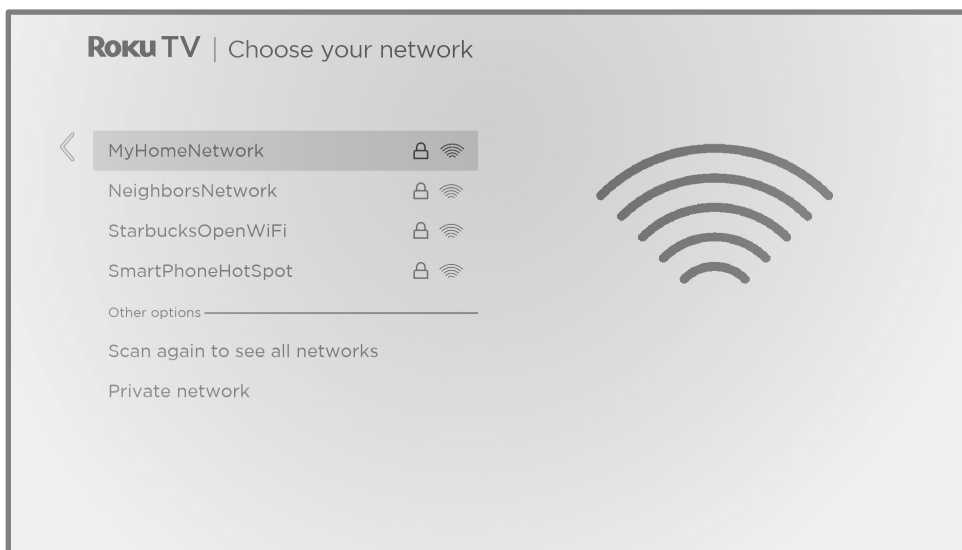 Roku TV | Choose your network
MyHomeNetwork
NeighborsNetwork
StarbucksOpenWiFi
SmartPhoneHotSpot
Other options
Scan again to see all networks
Private network